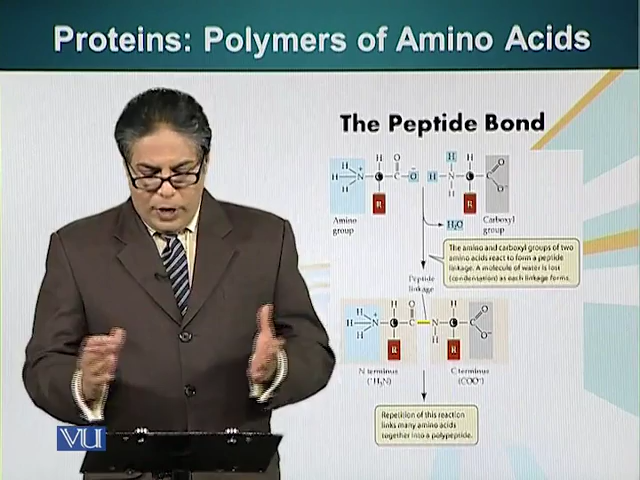 Proteins: Polymers of Amino Acids
The Peptide Bond
H H O H H O
H N C C O H N C C
H R H R O
Amino
group
H₂O
Carboxyl
group
The amino and carboxyl groups of two
amino acids react to form a peptide
linkage. A molecule of water is lost
(condensation) as each linkage forms.
Peptide
linkage
H H O H O
H N C C N C C
H R H R O
N terminus
(⁺H₃N)
C terminus
(COO⁻)
Repetition of this reaction
links many amino acids
together into a polypeptide.
VU